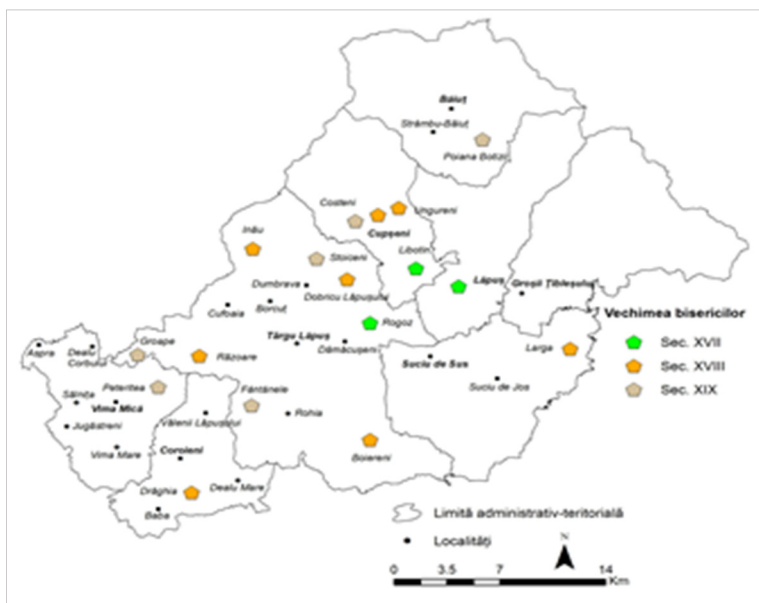 Băiuț
Strâmbu-Băiuț
Poiana Botizii
Costeni
Ungureni
Cupșeni
Inău
Stoiceni
Libotin
Dumbrava
Dobricu Lăpușului
Lăpuș
Groșii Țibleșului
Cufoaia
Borcut
Rogoz
Vechimea bisericilor
Sec. XVII
Sec. XVIII
Sec. XIX
Aspra
Dealu
Corbului
Groape
Răzoare
Târgu Lăpuș
Dămăcușeni
Suciu de Sus
Larga
Suciu de Jos
Peteritea
Sălnița
Vima Mică
Fântânele
Jugăstreni
Vălenii Lăpușului
Rohia
Vima Mare
Coroieni
Boiereni
Drăghia
Dealu Mare
Baba
Limită administrativ-teritorială
Localități
N
0 3.5 7 14
Km